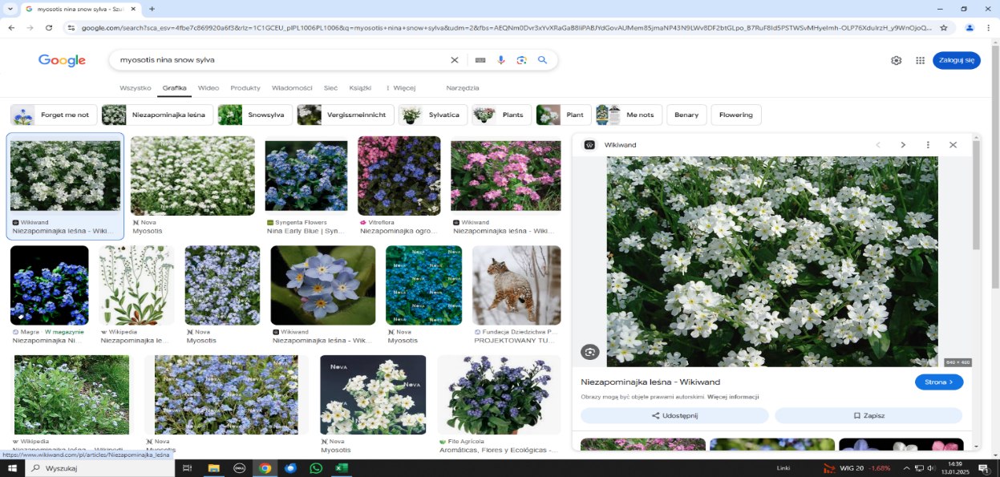 myosotis nina snow sylva - Szu
google.com/search?sca_esv=4fbe7c869920a6f3&rlz=1C1GCEU_plPL1006PL1006&q=myosotis+nina+snow+sylva&udm=2&fbs=
Google
myosotis nina snow sylva
Zaloguj się
Wszystko Grafika Wideo Produkty Wiadomości Sieć Książki Więcej Narzędzia
Forget me not Niezapominajka leśna Snowsylva Vergissmeinnicht Sylvatica Plants Plant Me nots Benary Flowering
Wikiwand
Niezapominajka leśna - Wiki...
Nova
Myosotis
Syngenta Flowers
Nina Early Blue | Syn...
Vitroflora
Niezapominajka ogro...
Wikiwand
Niezapominajka leśna - Wiki...
Magra · W magazynie
Niezapominajka Ni...
Wikipedia
Niezapominajka le...
Nova
Myosotis
Wikiwand
Niezapominajka leśna - Wik...
Nova
Myosotis
Fundacja Dziedzictwa P...
PROJEKTOWANY TU...
Wikipedia
Niezapominajka leśna - Wikipedi...
Nova
Myosotis
Nova
Myosotis
Fito Agrícola
Aromáticas, Flores y Ecológicas -...
Wikiwand
840 × 480
Niezapominajka leśna - Wikiwand
Strona
Obrazy mogą być objęte prawami autorskimi. Więcej informacji
Udostępnij
Zapisz
https://www.wikiwand.com/pl/articles/Niezapominajka_leśna
Wyszukaj
DELL
Linki
WIG 20 -1,68%
14:39
13.01.2025